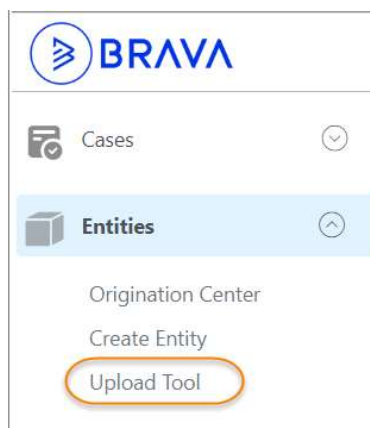 BRAVA
Cases
Entities
Origination Center
Create Entity
Upload Tool